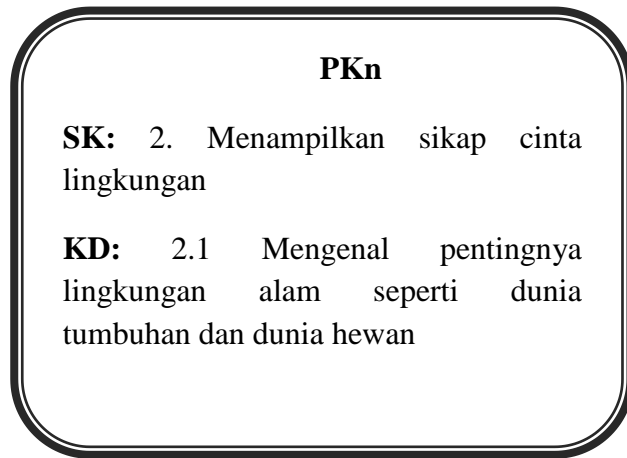 PKn
SK: 2. Menampilkan sikap cinta
lingkungan
KD: 2.1 Mengenal pentingnya
lingkungan alam seperti dunia
tumbuhan dan dunia hewan